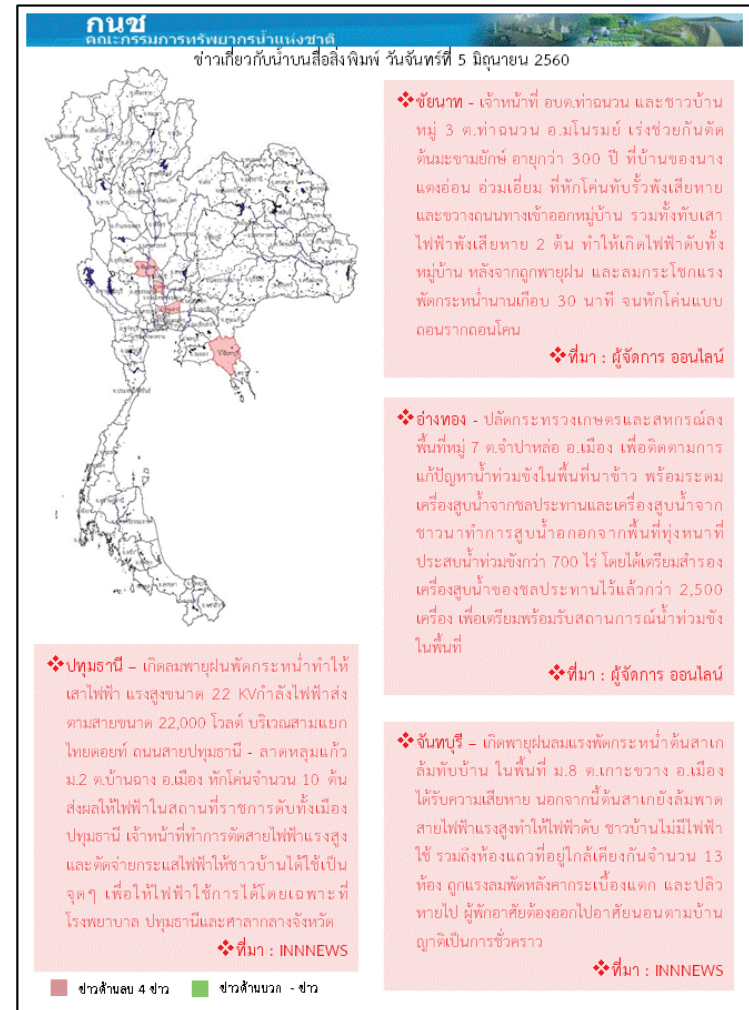 กนช
คณะกรรมการทรัพยากรน้ำแห่งชาติ
ข่าวเกี่ยวกับน้ำบนสื่อสิ่งพิมพ์ วันจันทร์ที่ 5 มิถุนายน 2560
❖ชัยนาท - เจ้าหน้าที่ อบต.ท่าฉนวน และชาวบ้าน
หมู่ 3 ต.ท่าฉนวน อ.มโนรมย์ เร่งช่วยกันตัด
ต้นมะขามยักษ์ อายุกว่า 300 ปี ที่บ้านของนาง
แตงอ่อน อ่วมเอี่ยม ที่หักโค่นทับรั้วพังเสียหาย
และขวางถนนทางเข้าออกหมู่บ้าน รวมทั้งทับเสา
ไฟฟ้าพังเสียหาย 2 ต้น ทำให้เกิดไฟฟ้าดับทั้ง
หมู่บ้าน หลังจากถูกพายุฝน และลมกระโชกแรง
พัดกระหน่ำนานเกือบ 30 นาที จนหักโค่นแบบ
ถอนรากถอนโคน
❖ที่มา : ผู้จัดการ ออนไลน์
❖อ่างทอง - ปลัดกระทรวงเกษตรและสหกรณ์ลง
พื้นที่หมู่ 7 ต.จำปาหล่อ อ.เมือง เพื่อติดตามการ
แก้ปัญหาน้ำท่วมขังในพื้นที่นาข้าว พร้อมระดม
เครื่องสูบน้ำจากชลประทานและเครื่องสูบน้ำจาก
ชาวนาทำการสูบน้ำอกอกจากพื้นที่ทุ่งหนาที่
ประสบน้ำท่วมขังกว่า 700 ไร่ โดยได้เตรียมสำรอง
เครื่องสูบน้ำของชลประทานไว้แล้วกว่า 2,500
เครื่อง เพื่อเตรียมพร้อมรับสถานการณ์น้ำท่วมขัง
ในพื้นที่
❖ที่มา : ผู้จัดการ ออนไลน์
❖ปทุมธานี – เกิดลมพายุฝนพัดกระหน่ำทำให้
เสาไฟฟ้า แรงสูงขนาด 22 KVกำลังไฟฟ้าส่ง
ตามสายขนาด 22,000 โวลต์ บริเวณสามแยก
ไทยดอยท์ ถนนสายปทุมธานี - ลาดหลุมแก้ว
ม.2 ต.บ้านฉาง อ.เมือง หักโค่นจำนวน 10 ต้น
ส่งผลให้ไฟฟ้าในสถานที่ราชการดับทั้งเมือง
ปทุมธานี เจ้าหน้าที่ทำการตัดสายไฟฟ้าแรงสูง
และตัดจ่ายกระแสไฟฟ้าให้ชาวบ้านได้ใช้เป็น
จุดๆ เพื่อให้ไฟฟ้าใช้การได้โดยเฉพาะที่
โรงพยาบาล ปทุมธานีและศาลากลางจังหวัด
❖ที่มา : INNNEWS
❖จันทบุรี – เกิดพายุฝนลมแรงพัดกระหน่ำต้นสาเก
ล้มทับบ้าน ในพื้นที่ ม.8 ต.เกาะขวาง อ.เมือง
ได้รับความเสียหาย นอกจากนี้ต้นสาเกยังล้มพาด
สายไฟฟ้าแรงสูงทำให้ไฟฟ้าดับ ชาวบ้านไม่มีไฟฟ้า
ใช้ รวมถึงห้องแถวที่อยู่ใกล้เคียงกันจำนวน 13
ห้อง ถูกแรงลมพัดหลังคากระเบื้องแตก และปลิว
หายไป ผู้พักอาศัยต้องออกไปอาศัยนอนตามบ้าน
ญาติเป็นการชั่วคราว
❖ที่มา : INNNEWS
ข่าวด้านลบ 4 ข่าว ข่าวด้านบวก - ข่าว